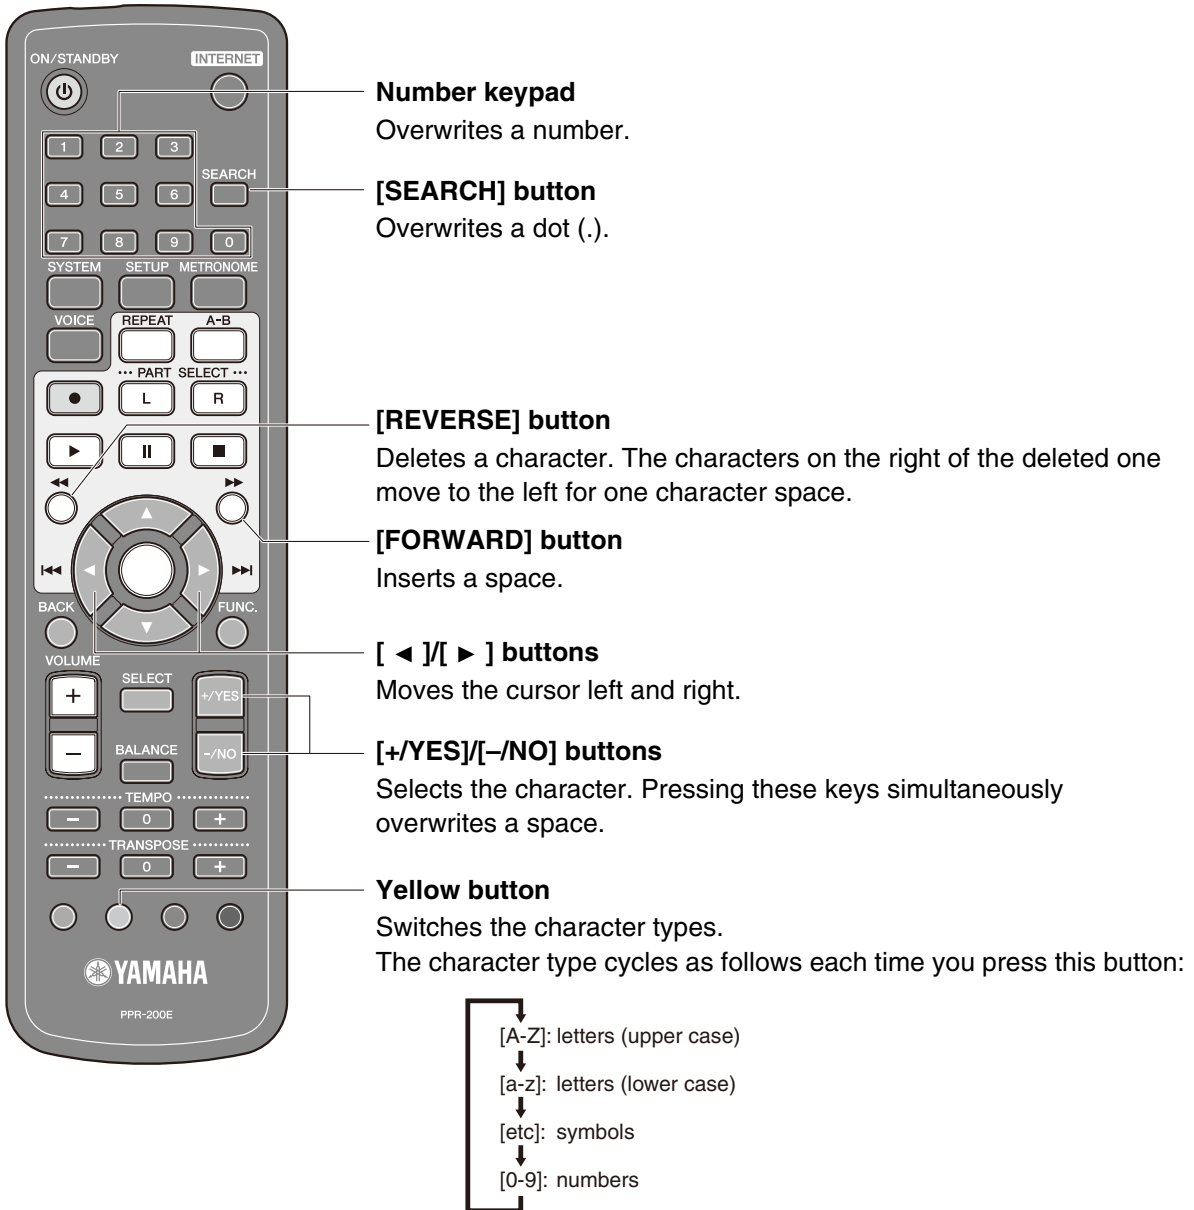 ON/STANDBY INTERNET
1 2 3
SEARCH
4 5 6
7 8 9 0
SYSTEM SETUP METRONOME
VOICE REPEAT A-B
••• PART SELECT •••
L R
BACK FUNC.
VOLUME
SELECT
+ +/YES
BALANCE
− −/NO
TEMPO
− 0 +
TRANSPOSE
− 0 +
YAMAHA
PPR-200E
Number keypad
Overwrites a number.
[SEARCH] button
Overwrites a dot (.).
[REVERSE] button
Deletes a character. The characters on the right of the deleted one
move to the left for one character space.
[FORWARD] button
Inserts a space.
[ ◄ ]/[ ► ] buttons
Moves the cursor left and right.
[+/YES]/[–/NO] buttons
Selects the character. Pressing these keys simultaneously
overwrites a space.
Yellow button
Switches the character types.
The character type cycles as follows each time you press this button:
[A-Z]: letters (upper case)
[a-z]: letters (lower case)
[etc]: symbols
[0-9]: numbers